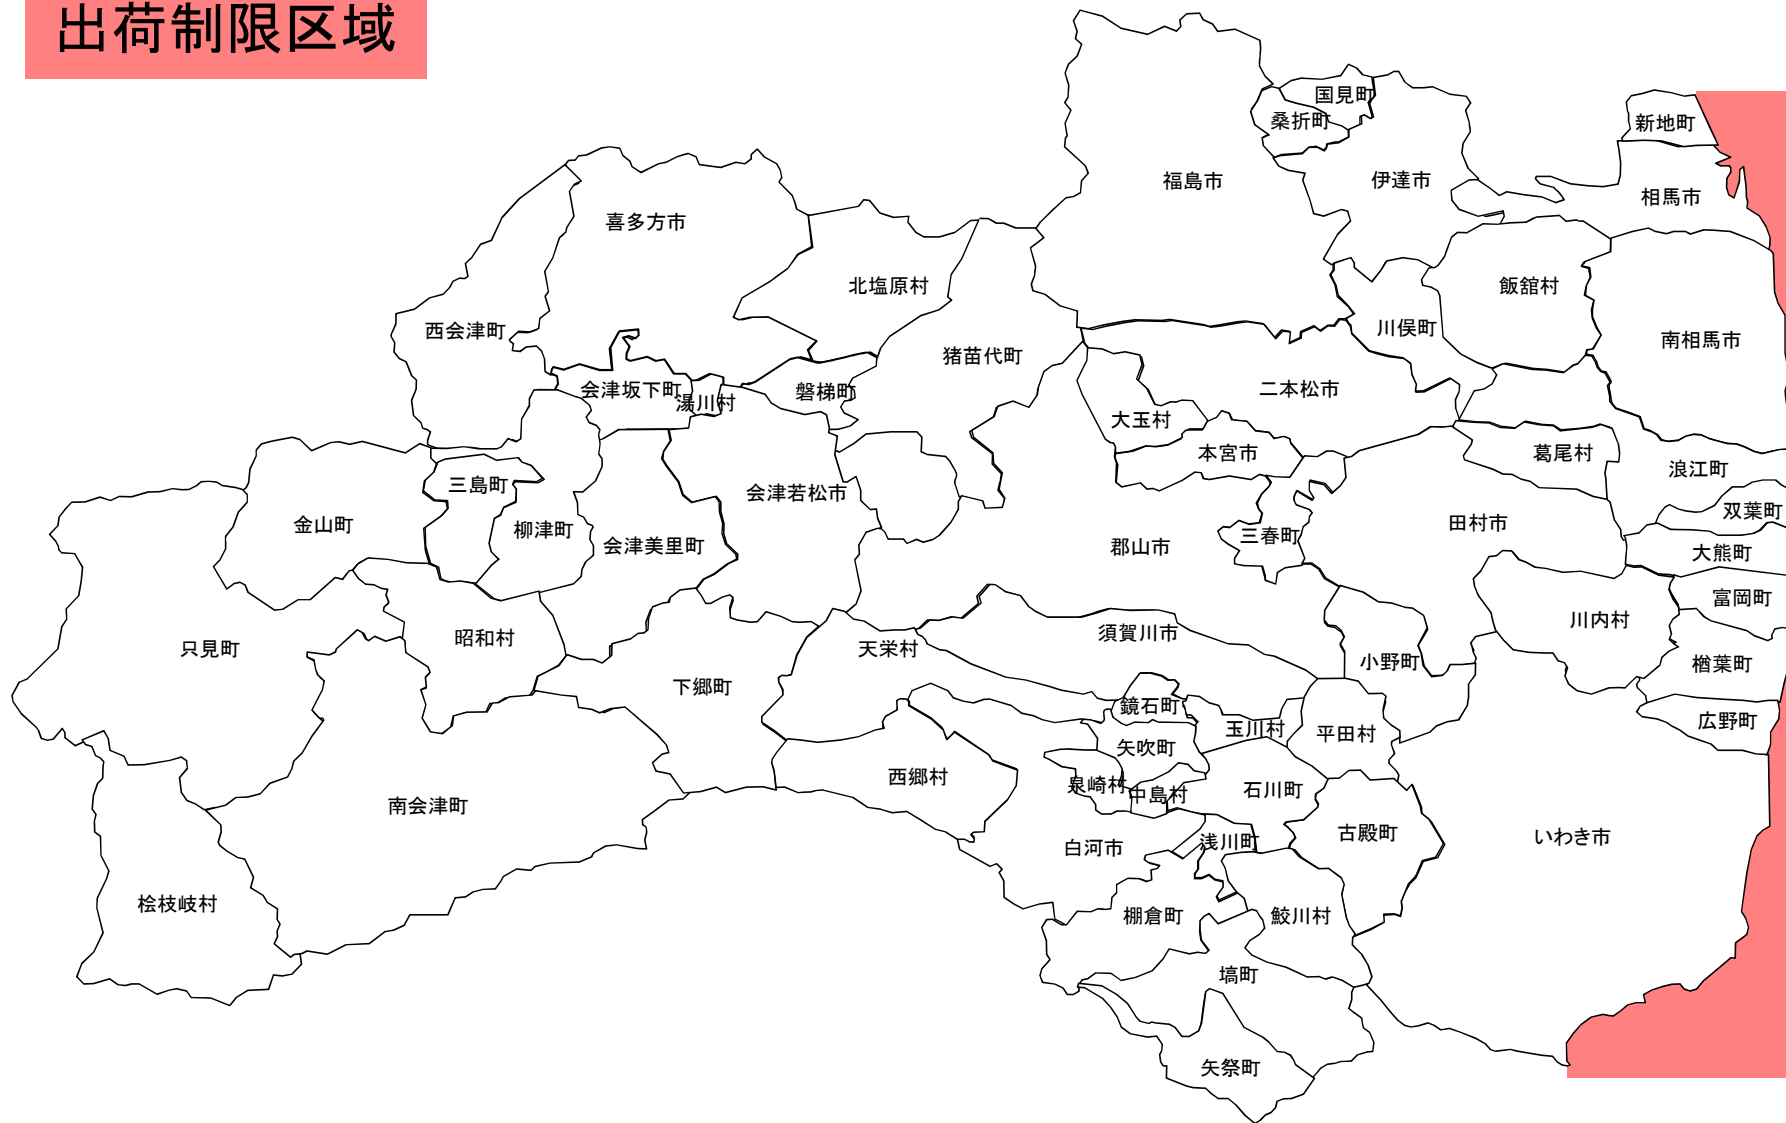 出荷制限区域
国見町
桑折町
新地町
福島市
伊達市
相馬市
喜多方市
北塩原村
飯舘村
西会津町
川俣町
南相馬市
猪苗代町
会津坂下町
湯川村
磐梯町
二本松市
大玉村
本宮市
葛尾村
浪江町
三島町
会津若松市
双葉町
金山町
柳津町
会津美里町
郡山市
三春町
田村市
大熊町
富岡町
只見町
昭和村
天栄村
須賀川市
川内村
小野町
楢葉町
下郷町
鏡石町
玉川村
平田村
広野町
矢吹町
西郷村
泉崎村
中島村
石川町
南会津町
白河市
浅川町
古殿町
いわき市
桧枝岐村
棚倉町
鮫川村
塙町
矢祭町